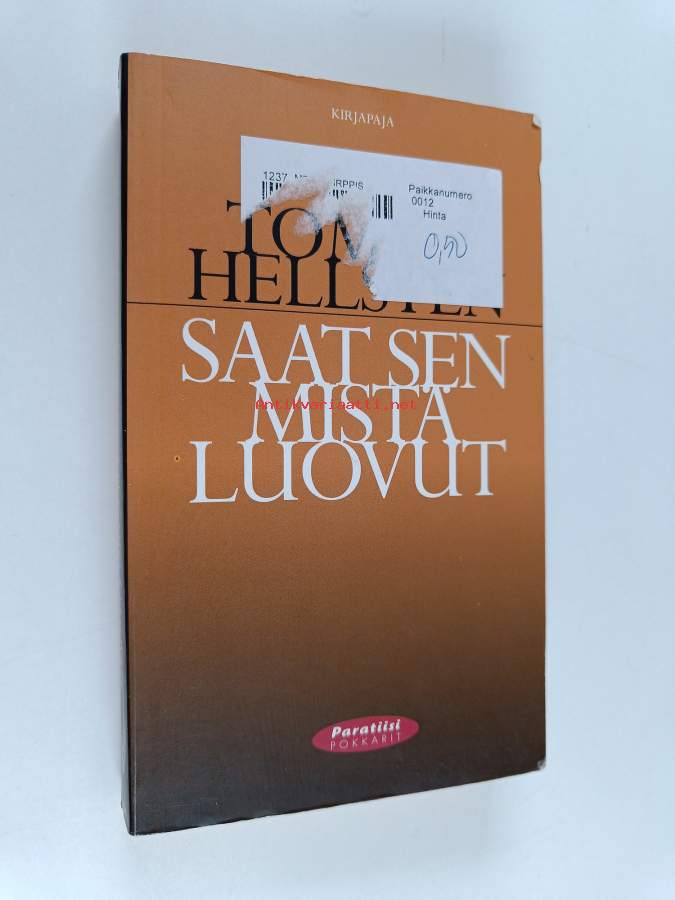 KIRJAPAJA
1237
Paikkanumero
0012
Hinta
0,50
HELLSTEN
SAAT SEN
MISTÄ
Antikvariaatti.net
LUOVUT
Paratiisi
POKKARIT